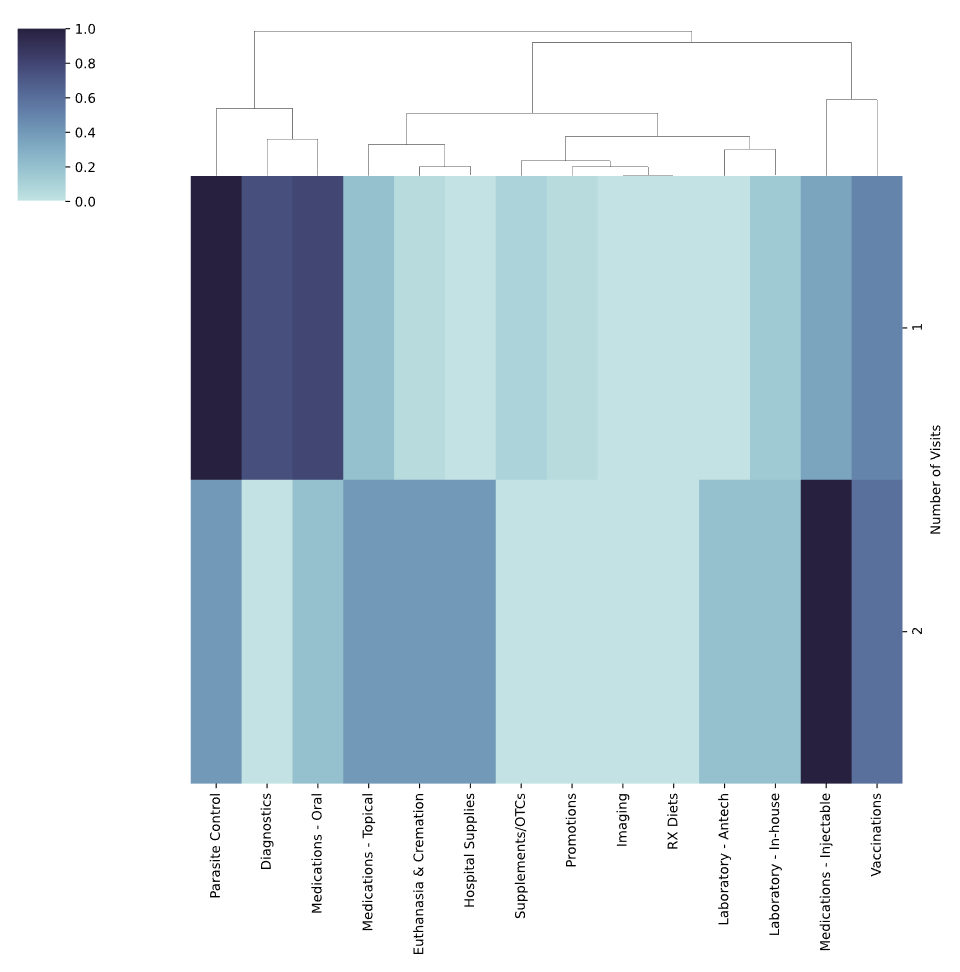 1.0
0.8
0.6
0.4
0.2
0.0
1
2
Number of Visits
Parasite Control
Diagnostics
Medications - Oral
Medications - Topical
Euthanasia & Cremation
Hospital Supplies
Supplements/OTCs
Promotions
Imaging
RX Diets
Laboratory - Antech
Laboratory - In-house
Medications - Injectable
Vaccinations